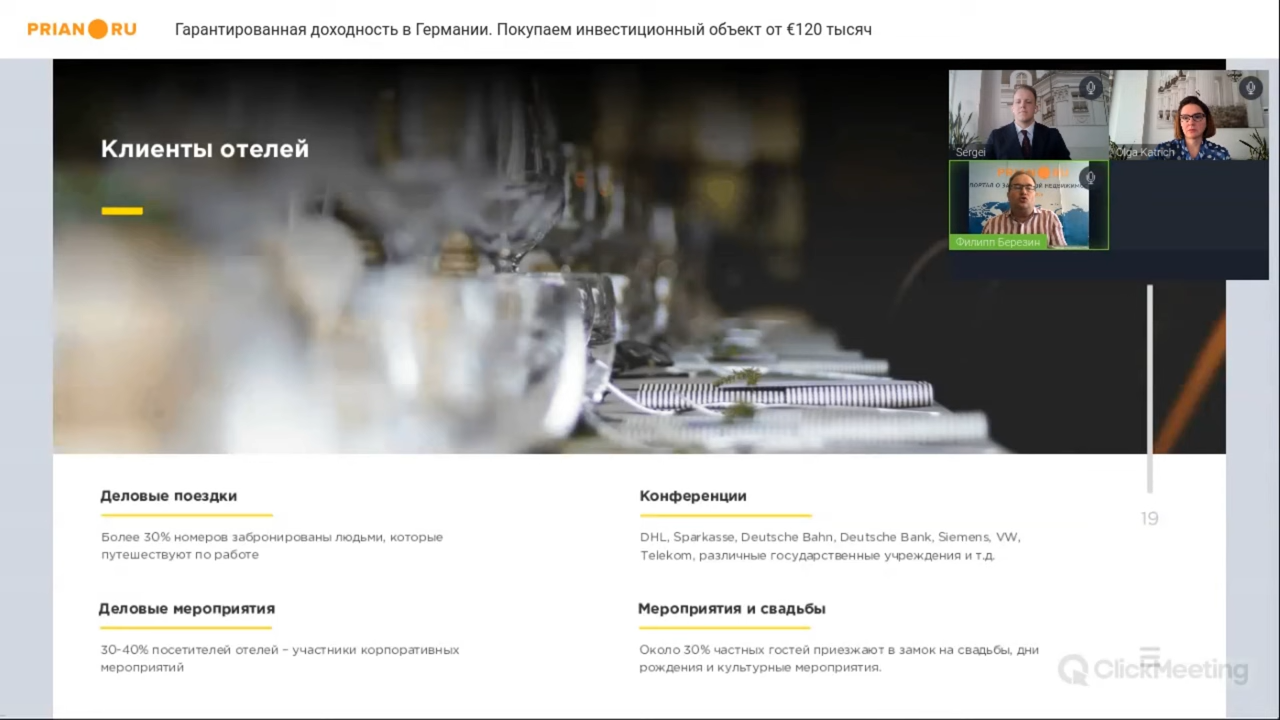 PRIAN RU
Гарантированная доходность в Германии. Покупаем инвестиционный объект от €120 тысяч
Клиенты отелей
Sergei
Olga Katrich
Филипп Березин
Деловые поездки
Более 30% номеров забронированы людьми, которые
путешествуют по работе
Конференции
DHL, Sparkasse, Deutsche Bahn, Deutsche Bank, Siemens, VW,
Telekom, различные государственные учреждения и т.д.
19
Деловые мероприятия
30-40% посетителей отелей – участники корпоративных
мероприятий
Мероприятия и свадьбы
Около 30% частных гостей приезжают в замок на свадьбы, дни
рождения и культурные мероприятия.
ClickMeeting